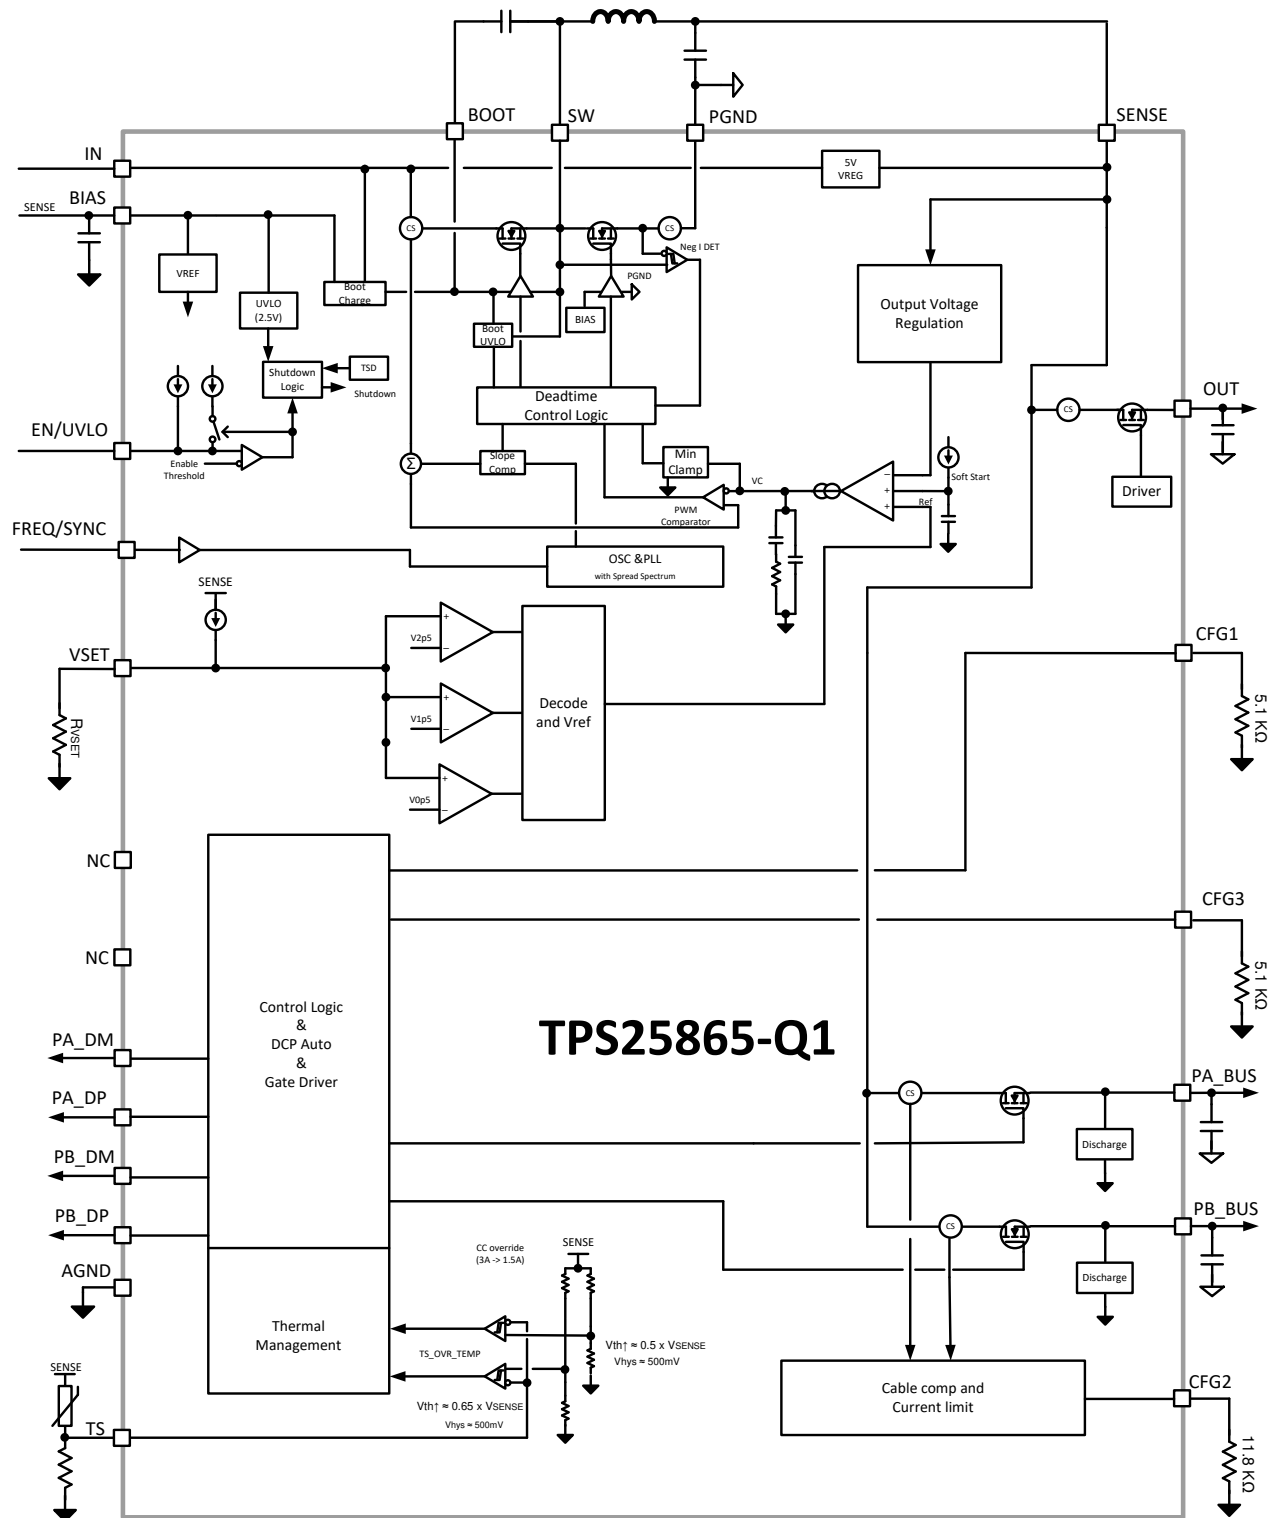 BOOT
SW
PGND
SENSE
IN
5V
VREG
SENSE
BIAS
CS
CS
Neg I DET
VREF
Boot
Charge
PGND
UVLO
(2.5V)
BIAS
Output Voltage
Regulation
Boot
UVLO
Shutdown
Logic
TSD
Shutdown
Deadtime
Control Logic
CS
OUT
EN/UVLO
Enable
Threshold
Σ
Slope
Comp
Min
Clamp
VC
Soft Start
Driver
PWM
Comparator
Ref
−
+
+
FREQ/SYNC
OSC &PLL
with Spread Spectrum
SENSE
VSET
RVSET
+
V2p5
−
+
V1p5
−
+
V0p5
−
Decode
and Vref
CFG1
5.1 KΩ
NC
CFG3
5.1 KΩ
NC
Control Logic
&
DCP Auto
&
Gate Driver
TPS25865-Q1
PA_DM
PA_DP
PB_DM
PB_DP
CS
PA_BUS
Discharge
CS
PB_BUS
Discharge
AGND
CC override
(3A -> 1.5A)
SENSE
Thermal
Management
TS_OVR_TEMP
Vth↑ ≈ 0.5 x VSENSE
Vhys ≈ 500mV
Vth↑ ≈ 0.65 x VSENSE
Vhys ≈ 500mV
SENSE
TS
Cable comp and
Current limit
CFG2
11.8 KΩ